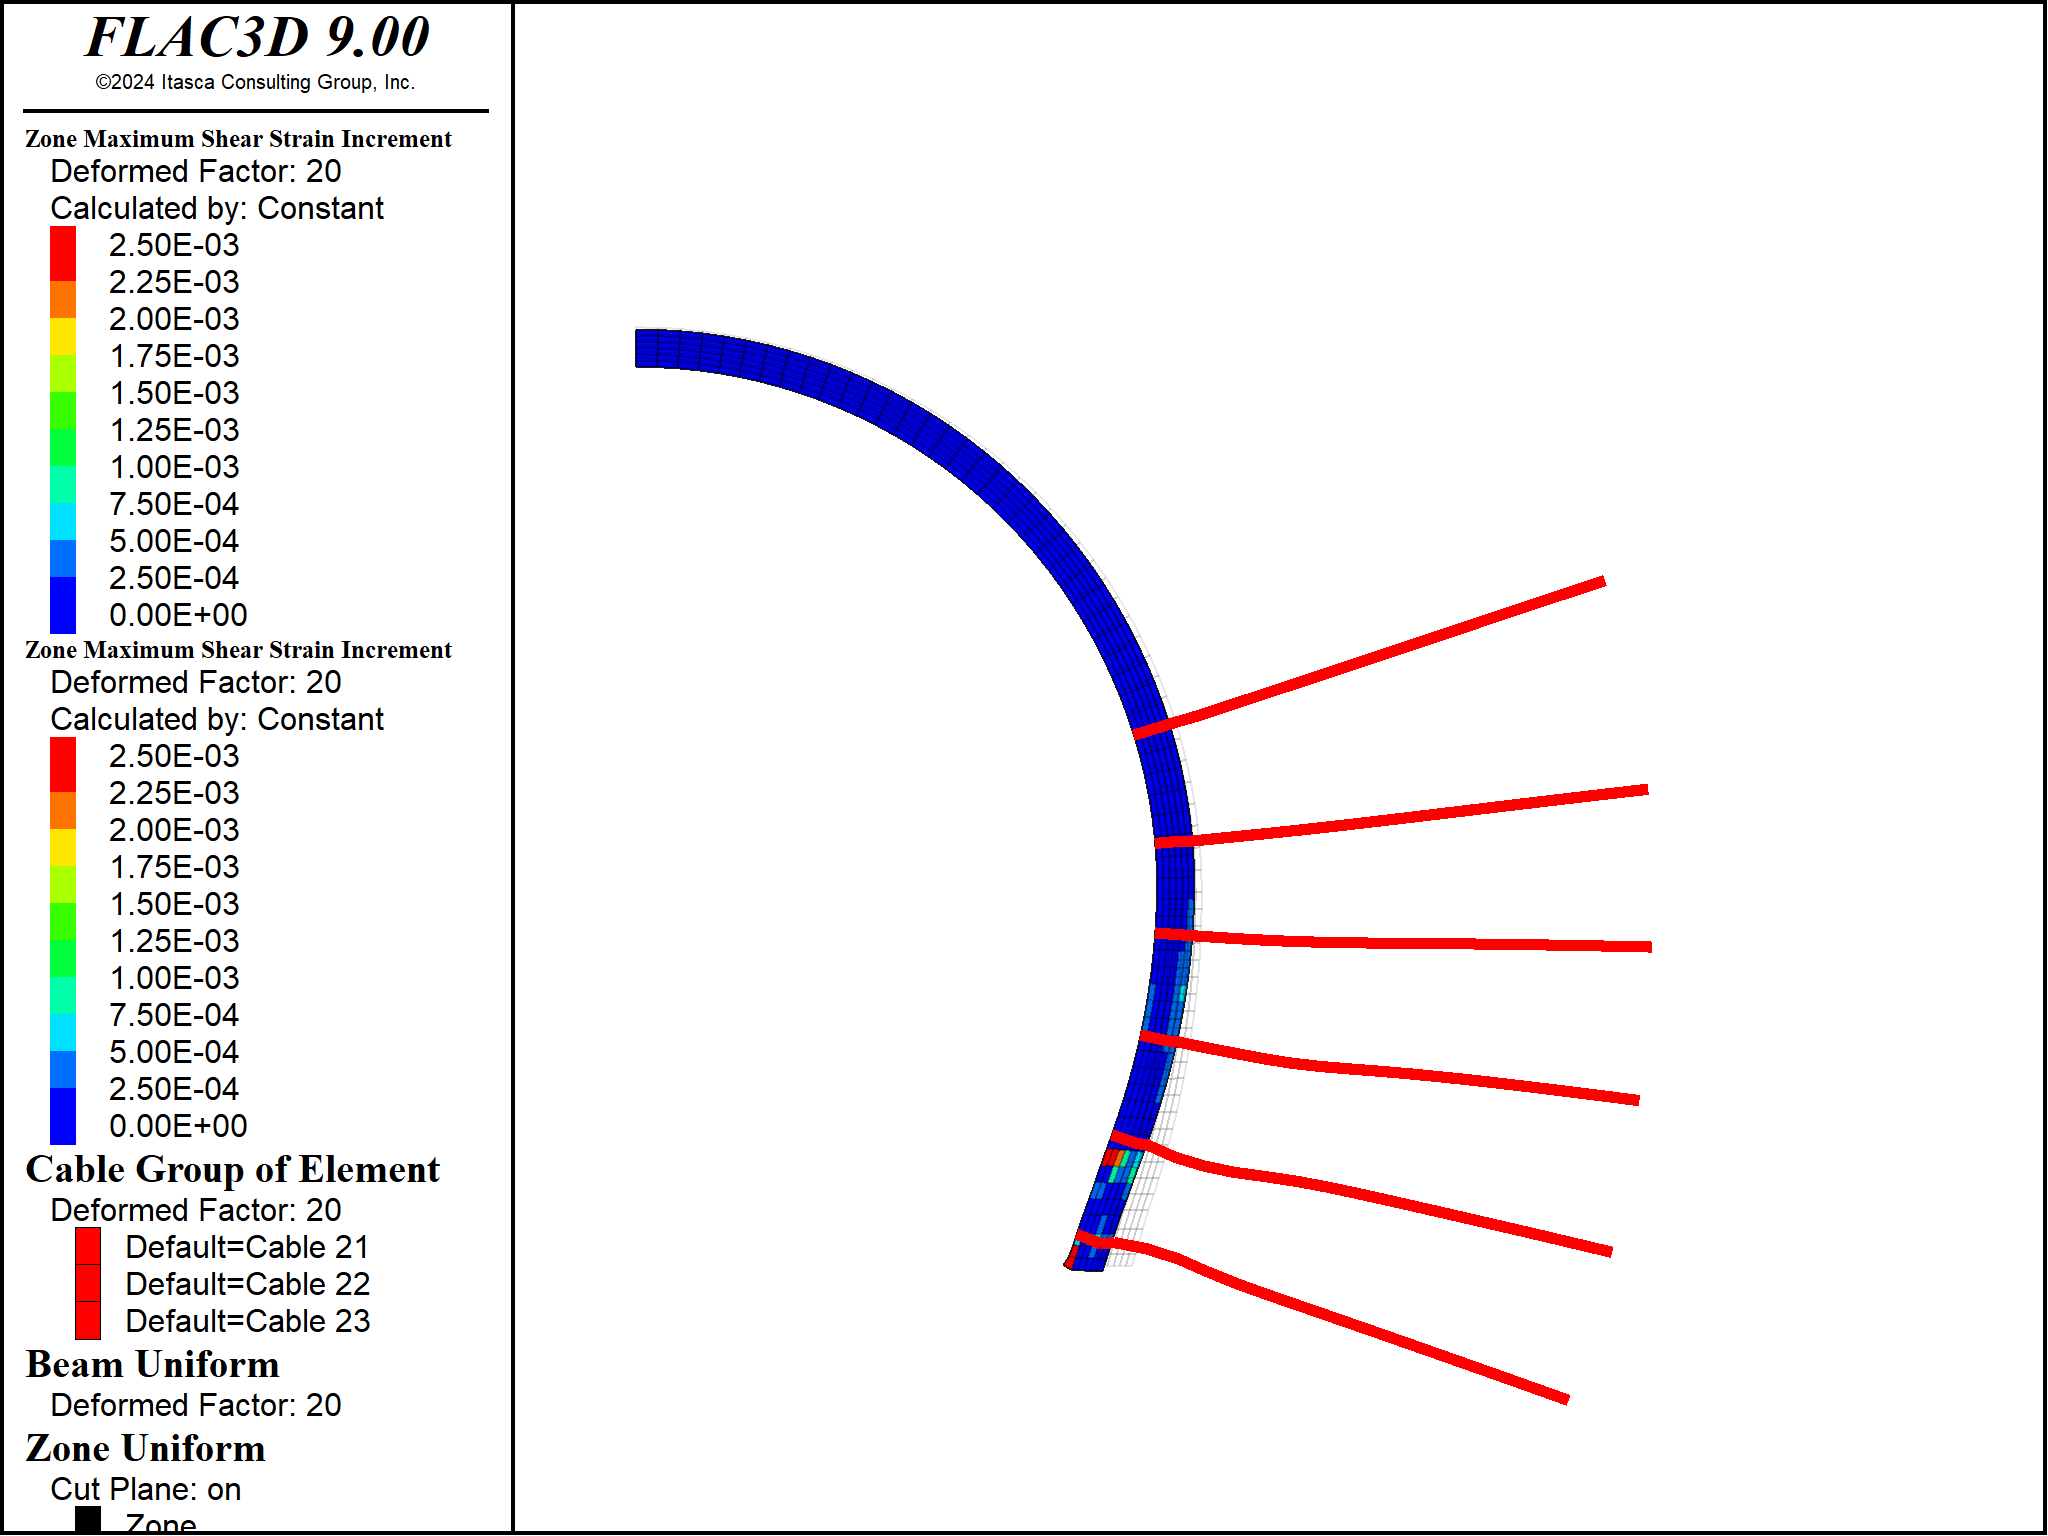 FLAC3D 9.00
©2024 Itasca Consulting Group, Inc.
Zone Maximum Shear Strain Increment
Deformed Factor: 20
Calculated by: Constant
2.50E-03
2.25E-03
2.00E-03
1.75E-03
1.50E-03
1.25E-03
1.00E-03
7.50E-04
5.00E-04
2.50E-04
0.00E+00
Zone Maximum Shear Strain Increment
Deformed Factor: 20
Calculated by: Constant
2.50E-03
2.25E-03
2.00E-03
1.75E-03
1.50E-03
1.25E-03
1.00E-03
7.50E-04
5.00E-04
2.50E-04
0.00E+00
Cable Group of Element
Deformed Factor: 20
Default=Cable 21
Default=Cable 22
Default=Cable 23
Beam Uniform
Deformed Factor: 20
Zone Uniform
Cut Plane: on
Zone